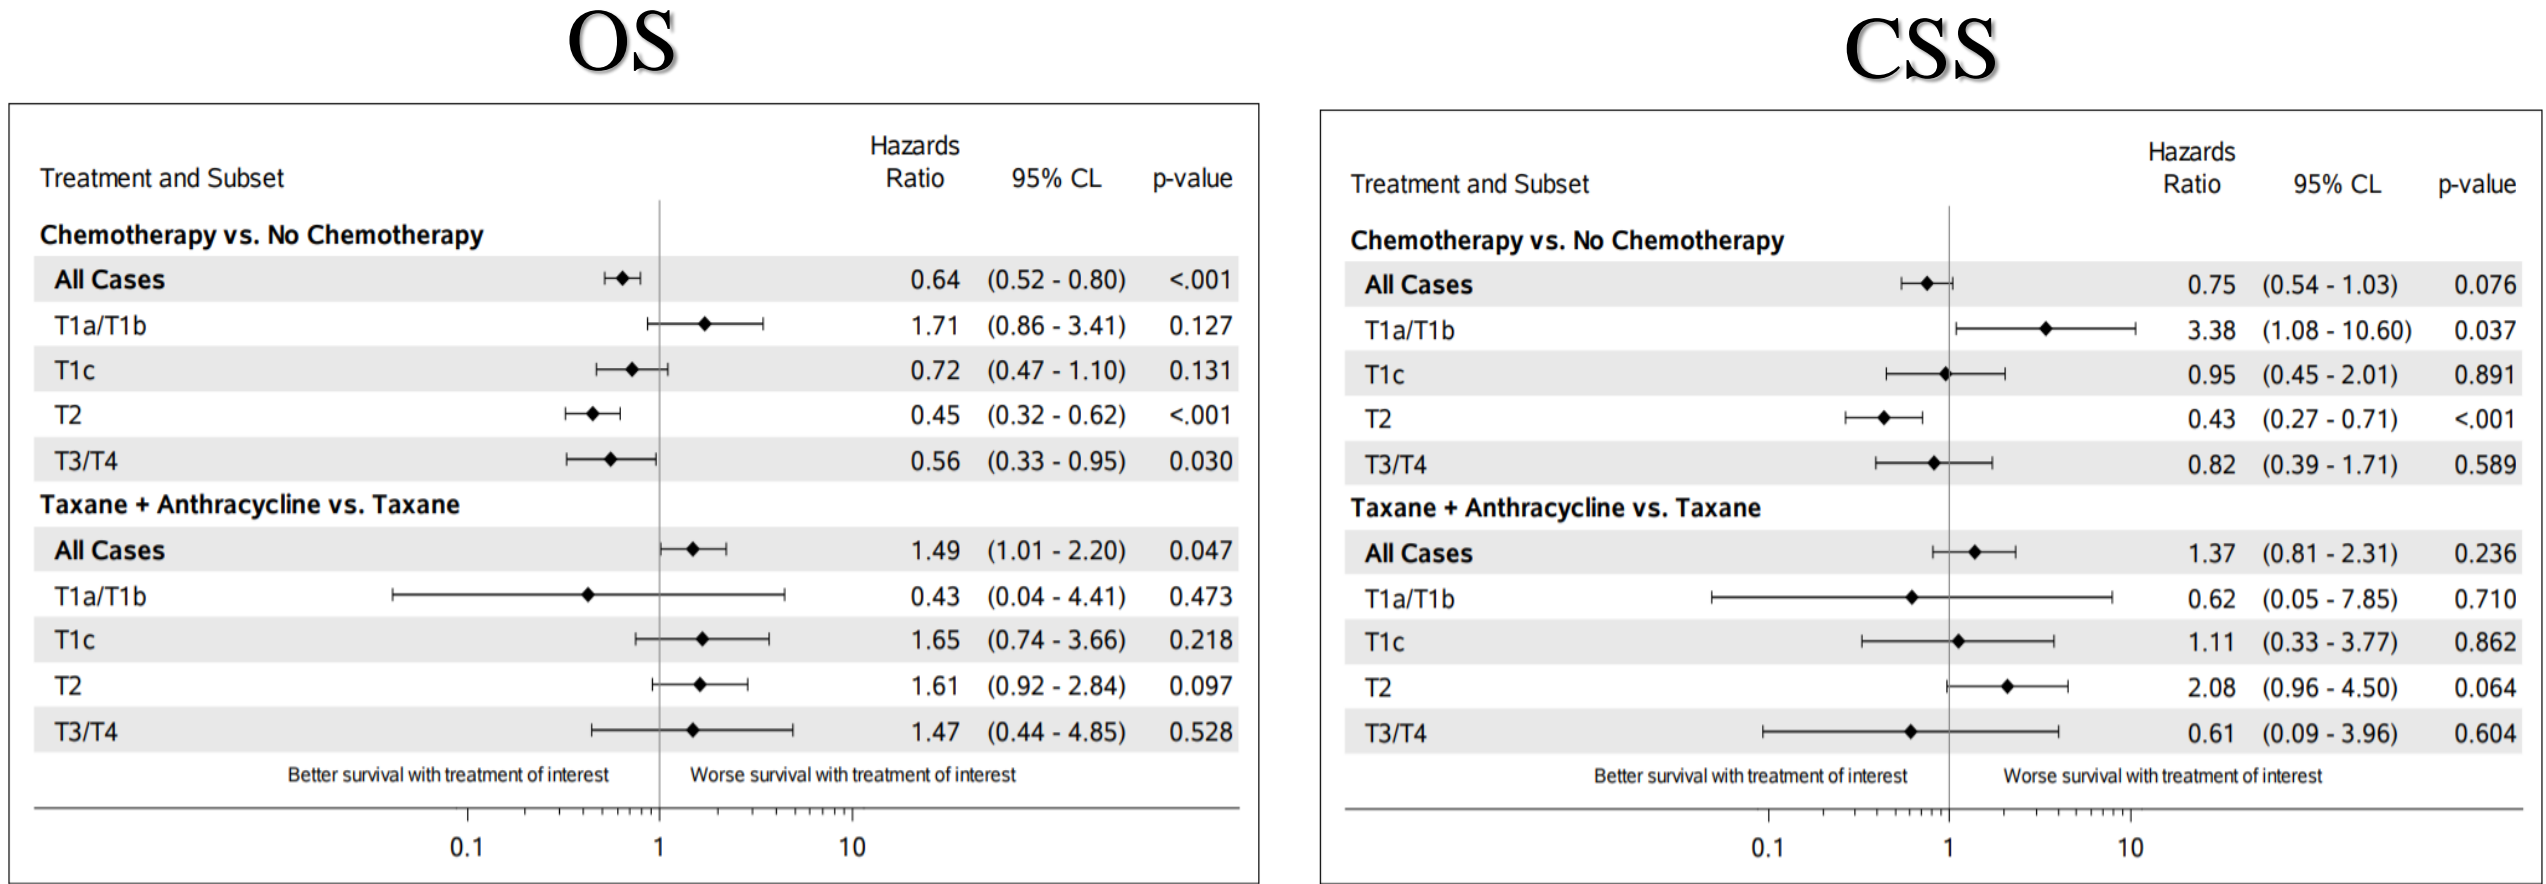 OS
Hazards
Treatment and Subset Ratio 95% CL p-value
Chemotherapy vs. No Chemotherapy
All Cases 0.64 (0.52 - 0.80) <.001
T1a/T1b 1.71 (0.86 - 3.41) 0.127
T1c 0.72 (0.47 - 1.10) 0.131
T2 0.45 (0.32 - 0.62) <.001
T3/T4 0.56 (0.33 - 0.95) 0.030
Taxane + Anthracycline vs. Taxane
All Cases 1.49 (1.01 - 2.20) 0.047
T1a/T1b 0.43 (0.04 - 4.41) 0.473
T1c 1.65 (0.74 - 3.66) 0.218
T2 1.61 (0.92 - 2.84) 0.097
T3/T4 1.47 (0.44 - 4.85) 0.528
Better survival with treatment of interest Worse survival with treatment of interest
0.1 1 10
CSS
Hazards
Treatment and Subset Ratio 95% CL p-value
Chemotherapy vs. No Chemotherapy
All Cases 0.75 (0.54 - 1.03) 0.076
T1a/T1b 3.38 (1.08 - 10.60) 0.037
T1c 0.95 (0.45 - 2.01) 0.891
T2 0.43 (0.27 - 0.71) <.001
T3/T4 0.82 (0.39 - 1.71) 0.589
Taxane + Anthracycline vs. Taxane
All Cases 1.37 (0.81 - 2.31) 0.236
T1a/T1b 0.62 (0.05 - 7.85) 0.710
T1c 1.11 (0.33 - 3.77) 0.862
T2 2.08 (0.96 - 4.50) 0.064
T3/T4 0.61 (0.09 - 3.96) 0.604
Better survival with treatment of interest Worse survival with treatment of interest
0.1 1 10